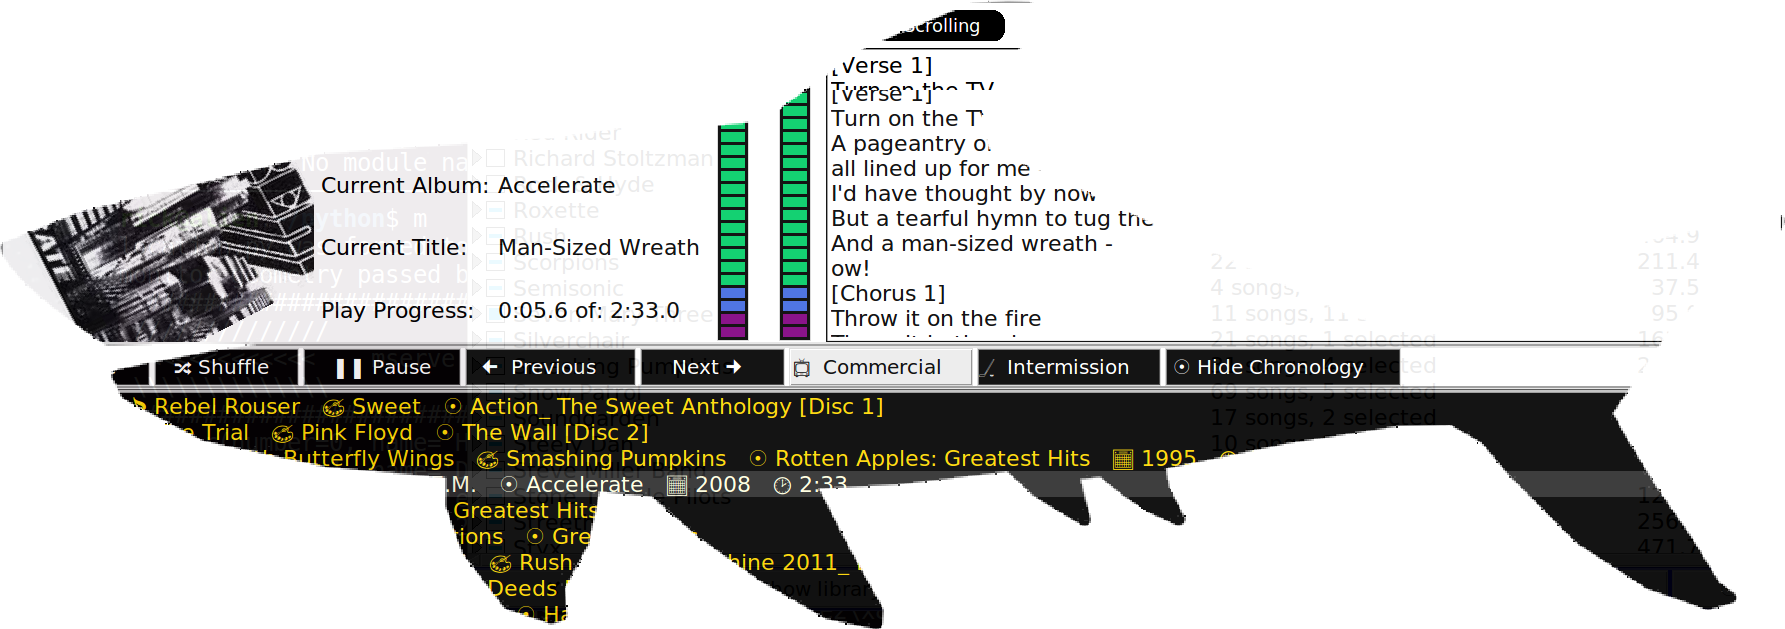 Scrolling
[Verse 1]
Turn on the TV
[Verse 1]
Turn on the T
A pageantry o
all lined up for me
I'd have thought by now
But a tearful hymn to tug the
And a man-sized wreath -
ow!
[Chorus 1]
Throw it on the fire
No module na
ython$ m
ometry passed b
Rider
Richard Stoltzman
yde
Roxette
Rush
Scorpions
Semisonic
Silverchair
Current Album: Accelerate
Current Title: Man-Sized Wreath
Play Progress: 0:05.6 of: 2:33.0
22
211.4
4 songs,
37.5
11 songs, 11 s
95
21 songs, 1 selected
Shuffle Pause Previous Next Commercial Intermission Hide Chronology
69 songs, 5 selected
17 songs, 2 selected
10 songs
Rebel Rouser Sweet Action_ The Sweet Anthology [Disc 1]
e Trial Pink Floyd The Wall [Disc 2]
Butterfly Wings Smashing Pumpkins Rotten Apples: Greatest Hits 1995
.M. Accelerate 2008 2:33
Greatest Hits
tions Gre
Rush hine 2011_
Deeds
Ha
256
471.